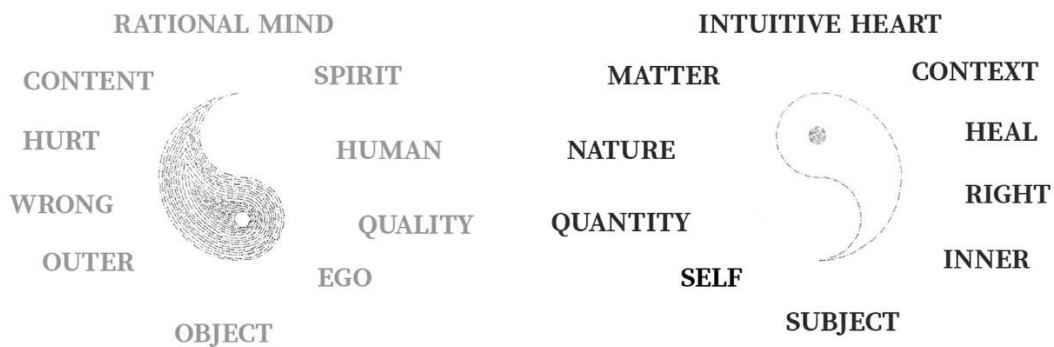 RATIONAL MIND
CONTENT
SPIRIT
HURT
HUMAN
WRONG
QUALITY
OUTER
EGO
OBJECT
INTUITIVE HEART
MATTER
CONTEXT
NATURE
HEAL
QUANTITY
RIGHT
SELF
INNER
SUBJECT